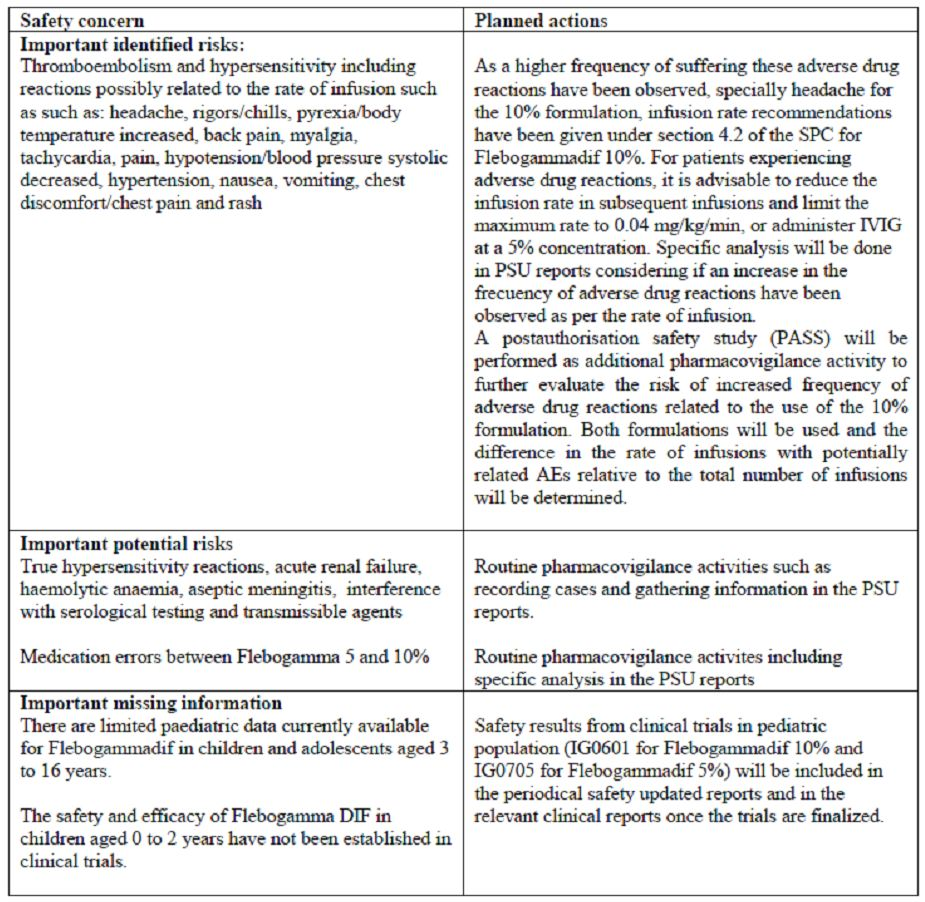 Safety concern
Planned actions
Important identified risks:
Thromboembolism and hypersensitivity including
reactions possibly related to the rate of infusion such
as such as: headache, rigors/chills, pyrexia/body
temperature increased, back pain, myalgia,
tachycardia, pain, hypotension/blood pressure systolic
decreased, hypertension, nausea, vomiting, chest
discomfort/chest pain and rash
As a higher frequency of suffering these adverse drug
reactions have been observed, specially headache for
the 10% formulation, infusion rate recommendations
have been given under section 4.2 of the SPC for
Flebogammadif 10%. For patients experiencing
adverse drug reactions, it is advisable to reduce the
infusion rate in subsequent infusions and limit the
maximum rate to 0.04 mg/kg/min, or administer IVIG
at a 5% concentration. Specific analysis will be done
in PSU reports considering if an increase in the
frecuency of adverse drug reactions have been
observed as per the rate of infusion.
A postauthorisation safety study (PASS) will be
performed as additional pharmacovigilance activity to
further evaluate the risk of increased frequency of
adverse drug reactions related to the use of the 10%
formulation. Both formulations will be used and the
difference in the rate of infusions with potentially
related AEs relative to the total number of infusions
will be determined.
Important potential risks
True hypersensitivity reactions, acute renal failure,
haemolytic anaemia, aseptic meningitis, interference
with serological testing and transmissible agents
Routine pharmacovigilance activities such as
recording cases and gathering information in the PSU
reports.
Medication errors between Flebogamma 5 and 10%
Routine pharmacovigilance activites including
specific analysis in the PSU reports
Important missing information
There are limited paediatric data currently available
for Flebogammadif in children and adolescents aged 3
to 16 years.
The safety and efficacy of Flebogamma DIF in
children aged 0 to 2 years have not been established in
clinical trials.
Safety results from clinical trials in pediatric
population (IG0601 for Flebogammadif 10% and
IG0705 for Flebogammadif 5%) will be included in
the periodical safety updated reports and in the
relevant clinical reports once the trials are finalized.